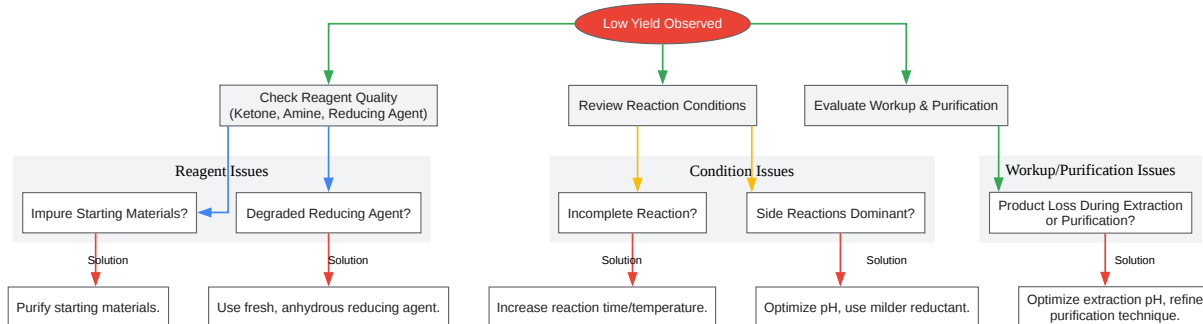 Low Yield Observed
Check Reagent Quality
(Ketone, Amine, Reducing Agent)
Review Reaction Conditions
Evaluate Workup & Purification
Reagent Issues
Condition Issues
Workup/Purification Issues
Impure Starting Materials?
Degraded Reducing Agent?
Incomplete Reaction?
Side Reactions Dominant?
Product Loss During Extraction
or Purification?
Solution
Solution
Solution
Solution
Solution
Purify starting materials.
Use fresh, anhydrous reducing agent.
Increase reaction time/temperature.
Optimize pH, use milder reductant.
Optimize extraction pH, refine
purification technique.